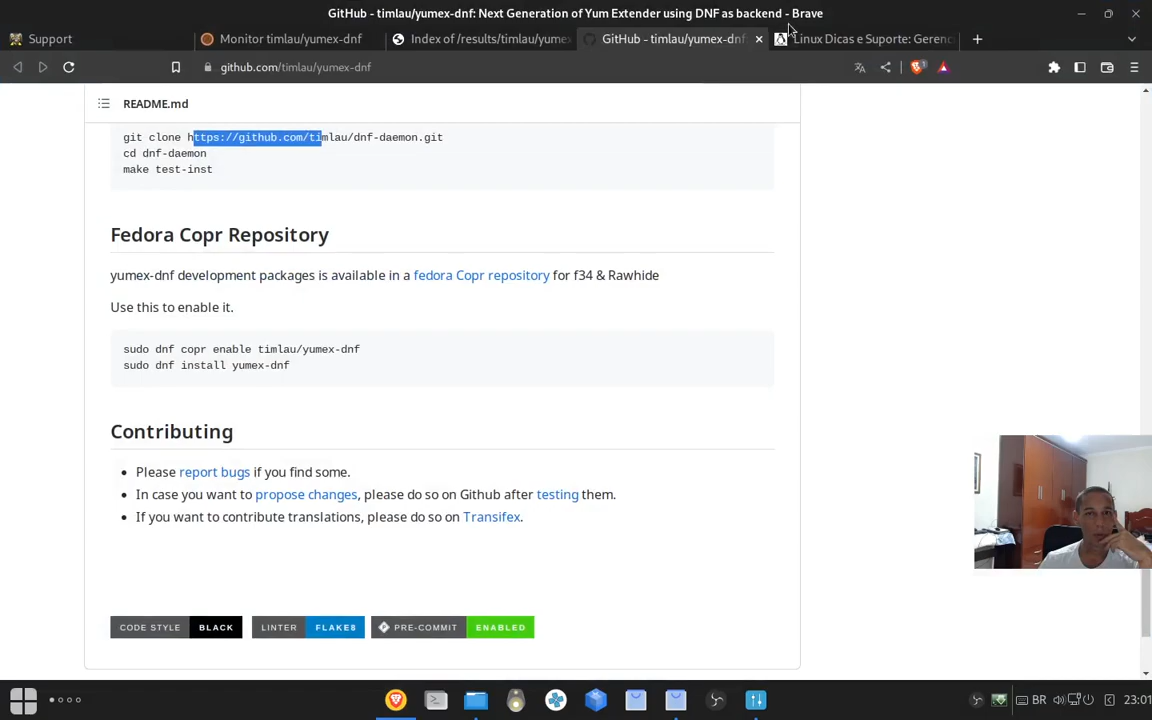 GitHub - timlau/yumex-dnf: Next Generation of Yum Extender using DNF as backend - Brave
Support
Monitor timlau/yumex-dnf
Index of /results/timlau/yume
GitHub - timlau/yumex-dnf:
Linux Dicas e Suporte: Gerenc
github.com/timlau/yumex-dnf
1
README.md
git clone https://github.com/timlau/dnf-daemon.git
cd dnf-daemon
make test-inst
Fedora Copr Repository
yumex-dnf development packages is available in a fedora Copr repository for f34 & Rawhide
Use this to enable it.
sudo dnf copr enable timlau/yumex-dnf
sudo dnf install yumex-dnf
Contributing
Please report bugs if you find some.
In case you want to propose changes, please do so on Github after testing them.
If you want to contribute translations, please do so on Transifex.
CODE STYLE BLACK LINTER FLAKE8 PRE-COMMIT ENABLED
BR 23:01